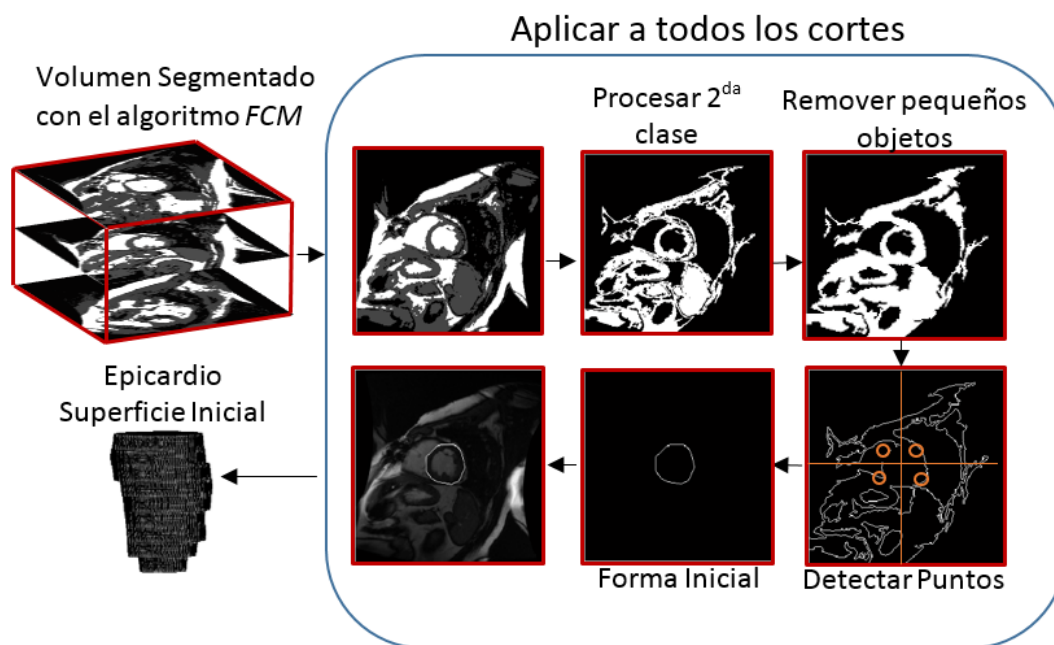 Aplicar a todos los cortes
Volumen Segmentado
con el algoritmo FCM
Procesar 2da
clase
Remover pequeños
objetos
Epicardio
Superficie Inicial
Forma Inicial
Detectar Puntos